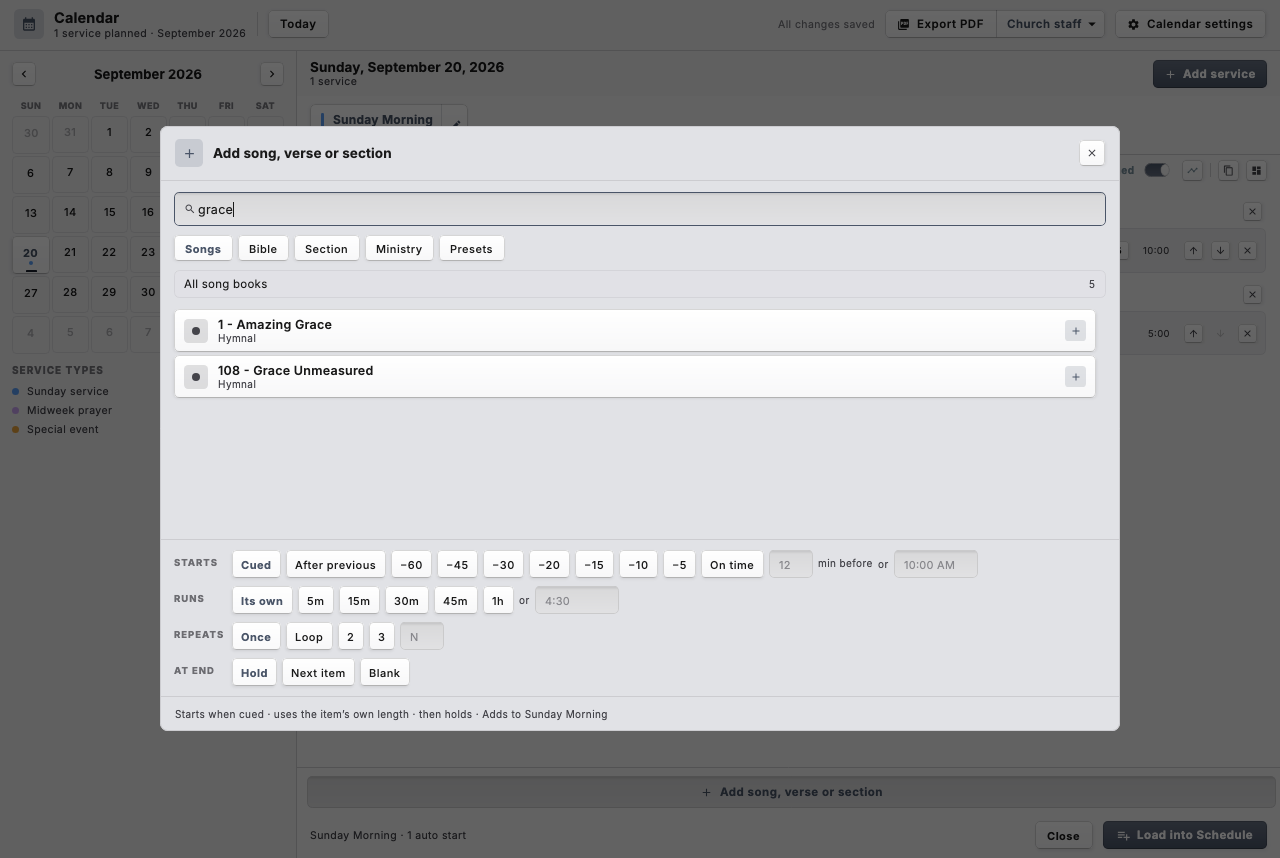 Calendar
1 service planned · September 2026
Today
All changes saved
Export PDF
Church staff
Calendar settings
September 2026
SUN MON TUE WED THU FRI SAT
30 31 1 2
6 7 8 9
13 14 15 16
20 21 22 23
27 28 29 30
4 5 6 7
SERVICE TYPES
Sunday service
Midweek prayer
Special event
Sunday, September 20, 2026
1 service
+ Add service
Sunday Morning
10:00
5:00
+ Add song, verse or section
×
grace
Songs Bible Section Ministry Presets
All song books 5
1 - Amazing Grace
Hymnal
+
108 - Grace Unmeasured
Hymnal
+
STARTS Cued After previous −60 −45 −30 −20 −15 −10 −5 On time 12 min before or 10:00 AM
RUNS Its own 5m 15m 30m 45m 1h or 4:30
REPEATS Once Loop 2 3 N
AT END Hold Next item Blank
Starts when cued · uses the item's own length · then holds · Adds to Sunday Morning
+ Add song, verse or section
Sunday Morning · 1 auto start
Close
Load into Schedule